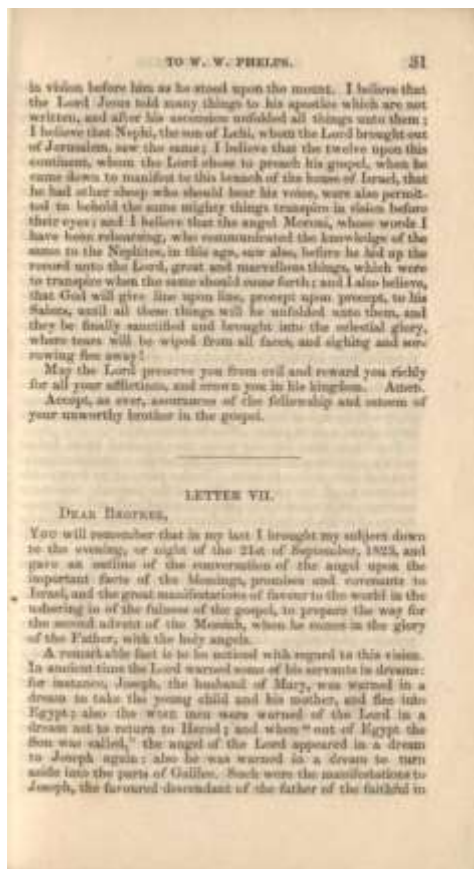 TO W. W. PHELPS. 31
in vision before him as he stood upon the mount. I believe that
the Lord Jesus told many things to his apostles which are not
written, and after his ascension unfolded all things unto them;
I believe that Nephi, the son of Lehi, whom the Lord brought out
of Jerusalem, saw the same; I believe that the twelve upon this
continent, whom the Lord chose to preach his gospel, when he
came down to manifest to this branch of the house of Israel, that
he had other sheep who should hear his voice, were also permit-
ted to behold the same mighty things transpire in vision before
their eyes; and I believe that the angel Moroni, whose words I
have been rehearsing, who communicated the knowledge of the
same to the Nephites, in this age, saw also, before he hid up the
record unto the Lord, great and marvellous things, which were
to transpire when the same should come forth; and I also believe,
that God will give line upon line, precept upon precept, to his
Saints, until all these things will be unfolded unto them, and
they be finally sanctified and brought into the celestial glory,
where tears will be wiped from all faces, and sighing and sor-
rowing flee away!
May the Lord preserve you from evil and reward you richly
for all your afflictions, and crown you in his kingdom. Amen.
Accept, as ever, assurances of the fellowship and esteem of
your unworthy brother in the gospel.
LETTER VII.
DEAR BROTHER,
YOU will remember that in my last I brought my subject down
to the evening, or night of the 21st of September, 1823, and
gave an outline of the conversation of the angel upon the
important facts of the blessings, promises and covenants to
Israel, and the great manifestations of favour to the world in the
ushering in of the fulness of the gospel, to prepare the way for
the second advent of the Messiah, when he comes in the glory
of the Father, with the holy angels.
A remarkable fact is to be noticed with regard to this vision.
In ancient time the Lord warned some of his servants in dreams:
for instance, Joseph, the husband of Mary, was warned in a
dream to take the young child and his mother, and flee into
Egypt; also the WISE men were warned of the Lord in a
dream not to return to Herod; and when "out of Egypt the
Son was called," the angel of the Lord appeared in a dream
to Joseph again: also he was warned in a dream to turn
aside into the parts of Galilee. Such were the manifestations to
Joseph, the favoured descendant of the father of the faithful in